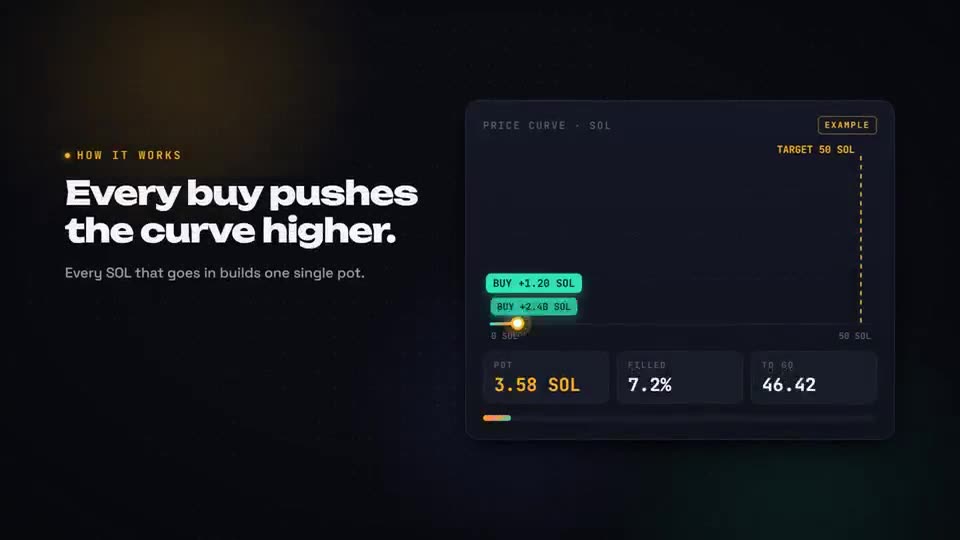 HOW IT WORKS
Every buy pushes
the curve higher.
Every SOL that goes in builds one single pot.
PRICE CURVE · SOL
EXAMPLE
TARGET 50 SOL
BUY +1.20 SOL
BUY +2.40 SOL
0 SOL
50 SOL
POT
3.58 SOL
FILLED
7.2%
TO GO
46.42